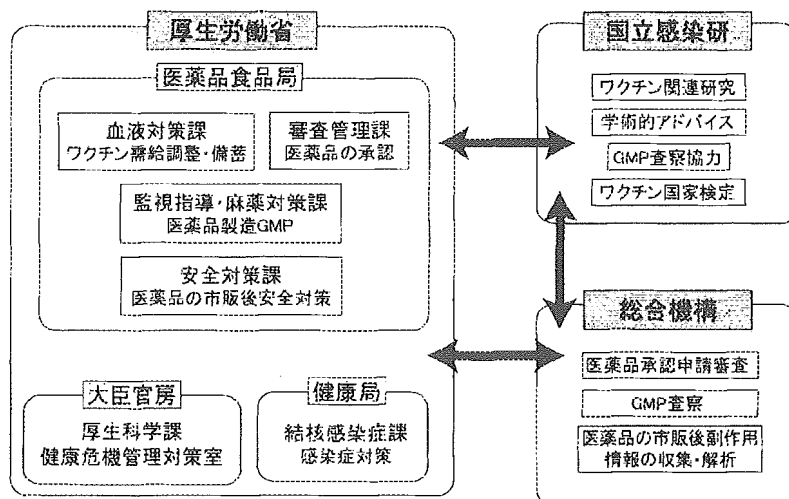 厚生労働省
医薬品食品局
血液対策課
ワクチン需給調整・備蓄
審査管理課
医薬品の承認
監視指導・麻薬対策課
医薬品製造GMP
安全対策課
医薬品の市販後安全対策
大臣官房
厚生科学課
健康危機管理対策室
健康局
結核感染症課
感染症対策
国立感染研
ワクチン関連研究
学術的アドバイス
GMP査察協力
ワクチン国家検定
総合機構
医薬品承認申請審査
GMP査察
医薬品の市販後副作用
情報の収集・解析